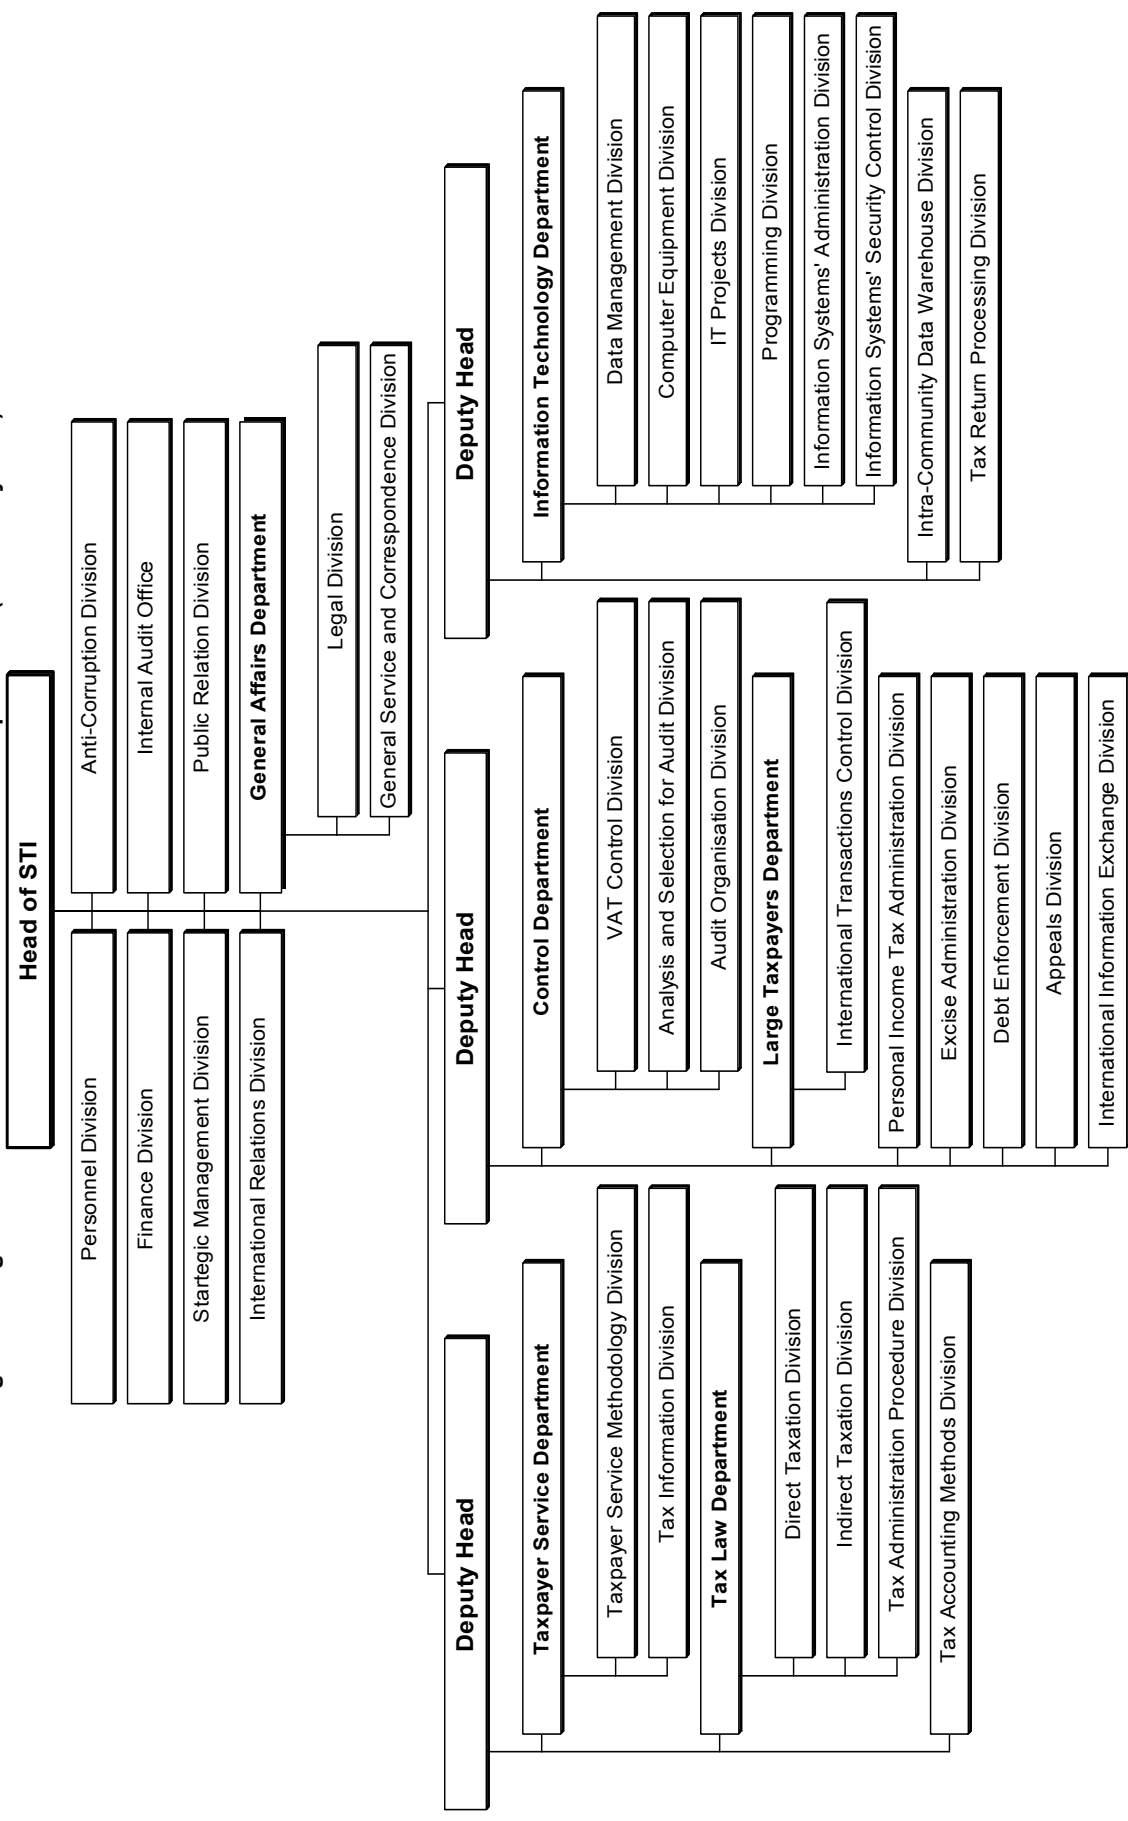 Head of STI
Personnel Division
Anti-Corruption Division
Finance Division
Internal Audit Office
Startegic Management Division
Public Relation Division
International Relations Division
General Affairs Department
Legal Division
General Service and Correspondence Division
Deputy Head
Taxpayer Service Department
Taxpayer Service Methodology Division
Tax Information Division
Tax Law Department
Direct Taxation Division
Indirect Taxation Division
Tax Administration Procedure Division
Tax Accounting Methods Division
Deputy Head
Control Department
VAT Control Division
Analysis and Selection for Audit Division
Audit Organisation Division
Large Taxpayers Department
International Transactions Control Division
Personal Income Tax Administration Division
Excise Administration Division
Debt Enforcement Division
Appeals Division
International Information Exchange Division
Deputy Head
Information Technology Department
Data Management Division
Computer Equipment Division
IT Projects Division
Programming Division
Information Systems' Administration Division
Information Systems' Security Control Division
Intra-Community Data Warehouse Division
Tax Return Processing Division